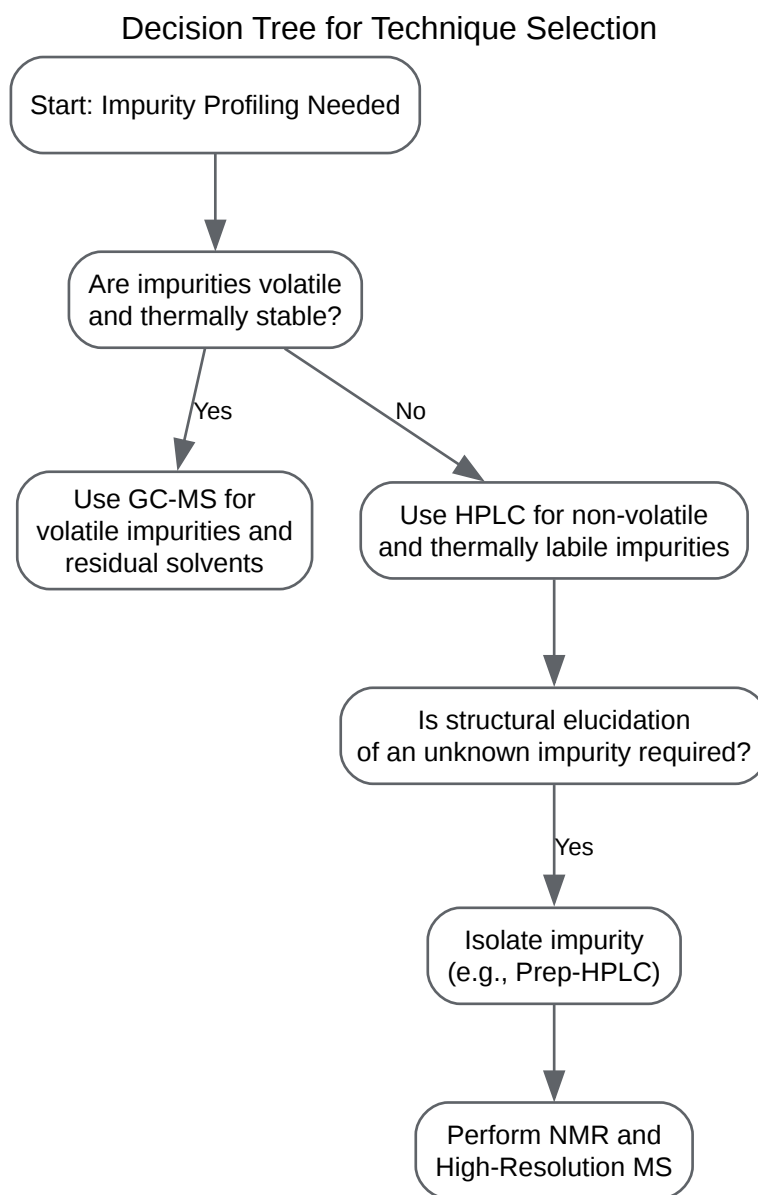 Decision Tree for Technique Selection
Start: Impurity Profiling Needed
Are impurities volatile
and thermally stable?
Yes
No
Use GC-MS for
volatile impurities and
residual solvents
Use HPLC for non-volatile
and thermally labile impurities
Is structural elucidation
of an unknown impurity required?
Yes
Isolate impurity
(e.g., Prep-HPLC)
Perform NMR and
High-Resolution MS